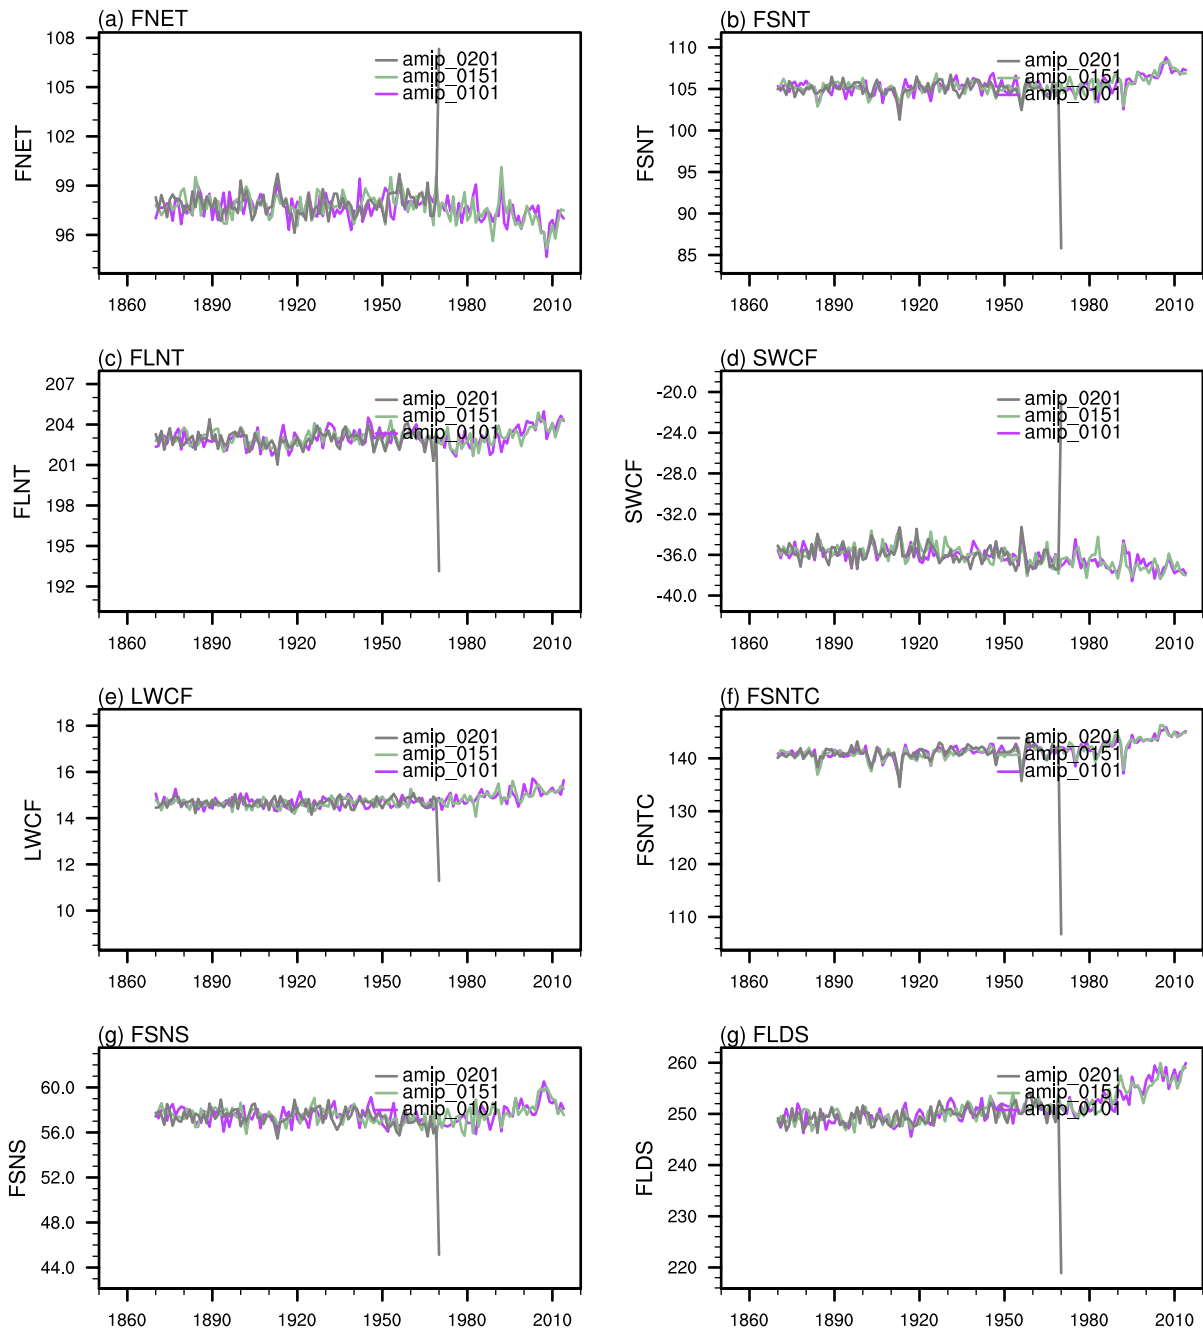 (a) FNET
108
105
102
99
96
FNET
amip_0201
amip_0151
amip_0101
1860 1890 1920 1950 1980 2010
(b) FSNT
110
105
100
95
90
85
FSNT
amip_0201
amip_0151
amip_0101
1860 1890 1920 1950 1980 2010
(c) FLNT
207
204
201
198
195
192
FLNT
amip_0201
amip_0151
amip_0101
1860 1890 1920 1950 1980 2010
(d) SWCF
-20.0
-24.0
-28.0
-32.0
-36.0
-40.0
SWCF
amip_0201
amip_0151
amip_0101
1860 1890 1920 1950 1980 2010
(e) LWCF
18
16
14
12
10
LWCF
amip_0201
amip_0151
amip_0101
1860 1890 1920 1950 1980 2010
(f) FSNTC
140
130
120
110
FSNTC
amip_0201
amip_0151
amip_0101
1860 1890 1920 1950 1980 2010
(g) FSNS
60.0
56.0
52.0
48.0
44.0
FSNS
amip_0201
amip_0151
amip_0101
1860 1890 1920 1950 1980 2010
(g) FLDS
260
250
240
230
220
FLDS
amip_0201
amip_0151
amip_0101
1860 1890 1920 1950 1980 2010